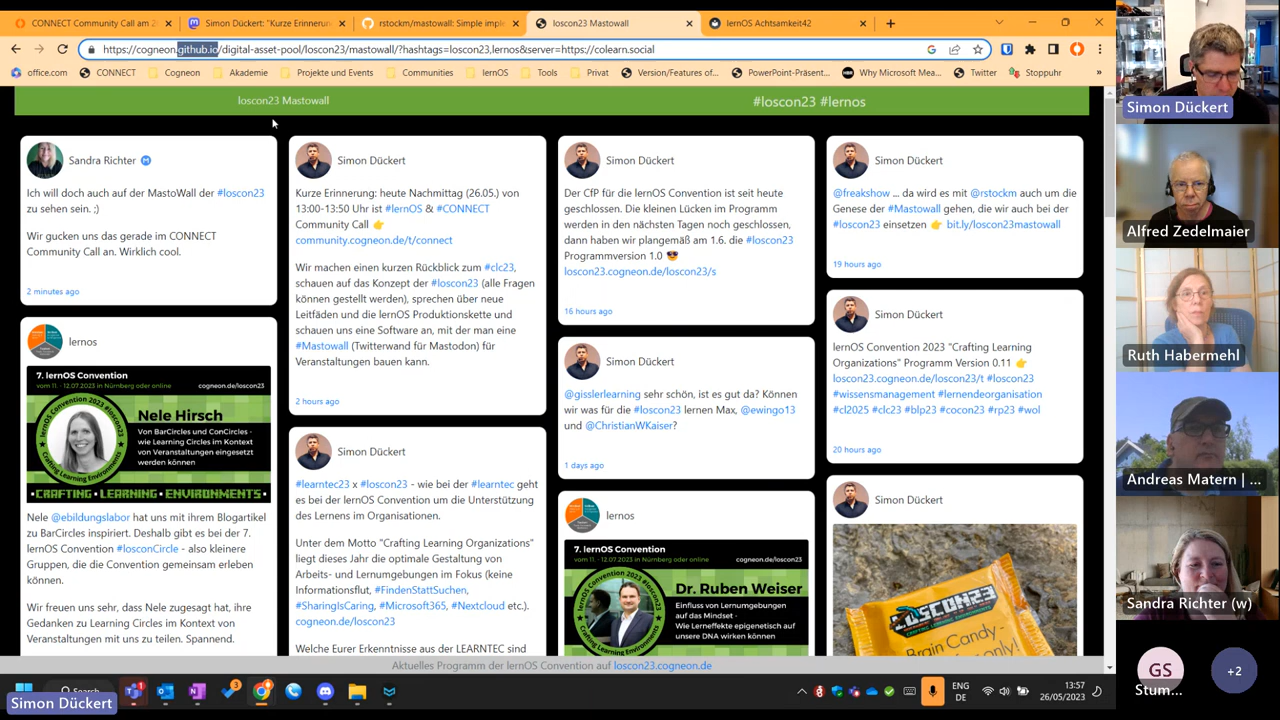 CONNECT Community Call am 2
Simon Dückert: "Kurze Erinnerun
rstockm/mastowall: Simple imple
loscon23 Mastowall
lernOS Achtsamkeit42
https://cogneon.github.io/digital-asset-pool/loscon23/mastowall/?hashtags=loscon23,lernos&server=https://colearn.social
office.com
CONNECT
Cogneon
Akademie
Projekte und Events
Communities
lernOS
Tools
Privat
Version/Features of...
PowerPoint-Präsent...
Why Microsoft Mea...
Twitter
Stoppuhr
»
loscon23 Mastowall
#loscon23 #lernos
Sandra Richter
Ich will doch auch auf der MastoWall der #loscon23
zu sehen sein. ;)
Wir gucken uns das gerade im CONNECT
Community Call an. Wirklich cool.
2 minutes ago
lernos
7. lernOS Convention
vom 11. - 12.07.2023 in Nürnberg oder online
cogneon.de/loscon23
Nele Hirsch
Von BarCircles und ConCircles -
wie Learning Circles im Kontext
von Veranstaltungen eingesetzt
werden können
CRAFTING LEARNING ENVIRONMENTS
Nele @ebildungslabor hat uns mit ihrem Blogartikel
zu BarCircles inspiriert. Deshalb gibt es bei der 7.
lernOS Convention #losconCircle - also kleinere
Gruppen, die die Convention gemeinsam erleben
können.
Wir freuen uns sehr, dass Nele zugesagt hat, ihre
Gedanken zu Learning Circles im Kontext von
Veranstaltungen mit uns zu teilen. Spannend.
Simon Dückert
Kurze Erinnerung: heute Nachmittag (26.05.) von
13:00-13:50 Uhr ist #lernOS & #CONNECT
Community Call 👉
community.cogneon.de/t/connect
Wir machen einen kurzen Rückblick zum #clc23,
schauen auf das Konzept der #loscon23 (alle Fragen
können gestellt werden), sprechen über neue
Leitfäden und die lernOS Produktionskette und
schauen uns eine Software an, mit der man eine
#Mastowall (Twitterwand für Mastodon) für
Veranstaltungen bauen kann.
2 hours ago
Simon Dückert
#learntec23 x #loscon23 - wie bei der #learntec geht
es bei der lernOS Convention um die Unterstützung
des Lernens im Organisationen.
Unter dem Motto "Crafting Learning Organizations"
liegt dieses Jahr die optimale Gestaltung von
Arbeits- und Lernumgebungen im Fokus (keine
Informationsflut, #FindenStattSuchen,
#SharingIsCaring, #Microsoft365, #Nextcloud etc.).
cogneon.de/loscon23
Welche Eurer Erkenntnisse aus der LEARNTEC sind
Simon Dückert
Der CfP für die lernOS Convention ist seit heute
geschlossen. Die kleinen Lücken im Programm
werden in den nächsten Tagen noch geschlossen,
dann haben wir plangemäß am 1.6. die #loscon23
Programmversion 1.0 😎
loscon23.cogneon.de/loscon23/s
16 hours ago
Simon Dückert
@gisslerlearning sehr schön, ist es gut da? Können
wir was für die #loscon23 lernen Max, @ewingo13
und @ChristianWKaiser?
1 days ago
lernos
7. lernOS Convention
vom 11. - 12.07.2023 in Nürnberg oder online
cogneon.de/loscon23
Dr. Ruben Weiser
Einfluss von Lernumgebungen
auf das Mindset -
Wie Lerneffekte epigenetisch auf
unsere DNA wirken können
Simon Dückert
@freakshow ... da wird es mit @rstockm auch um die
Genese der #Mastowall gehen, die wir auch bei der
#loscon23 einsetzen 👉 bit.ly/loscon23mastowall
19 hours ago
Simon Dückert
lernOS Convention 2023 "Crafting Learning
Organizations" Programm Version 0.11 👉
loscon23.cogneon.de/loscon23/t #loscon23
#wissensmanagement #lernendeorganisation
#cl2025 #clc23 #blp23 #cocon23 #rp23 #wol
20 hours ago
Simon Dückert
LOSCON23
CRAFTING LEARNING ENVIRONMENTS
Brain Candy -
Aktuelles Programm der lernOS Convention auf loscon23.cogneon.de
Search
3
ENG
DE
13:57
26/05/2023
Simon Dückert
Simon Dückert
Alfred Zedelmaier
Ruth Habermehl
Andreas Matern | ...
Sandra Richter (w)
GS
Stum...
+2